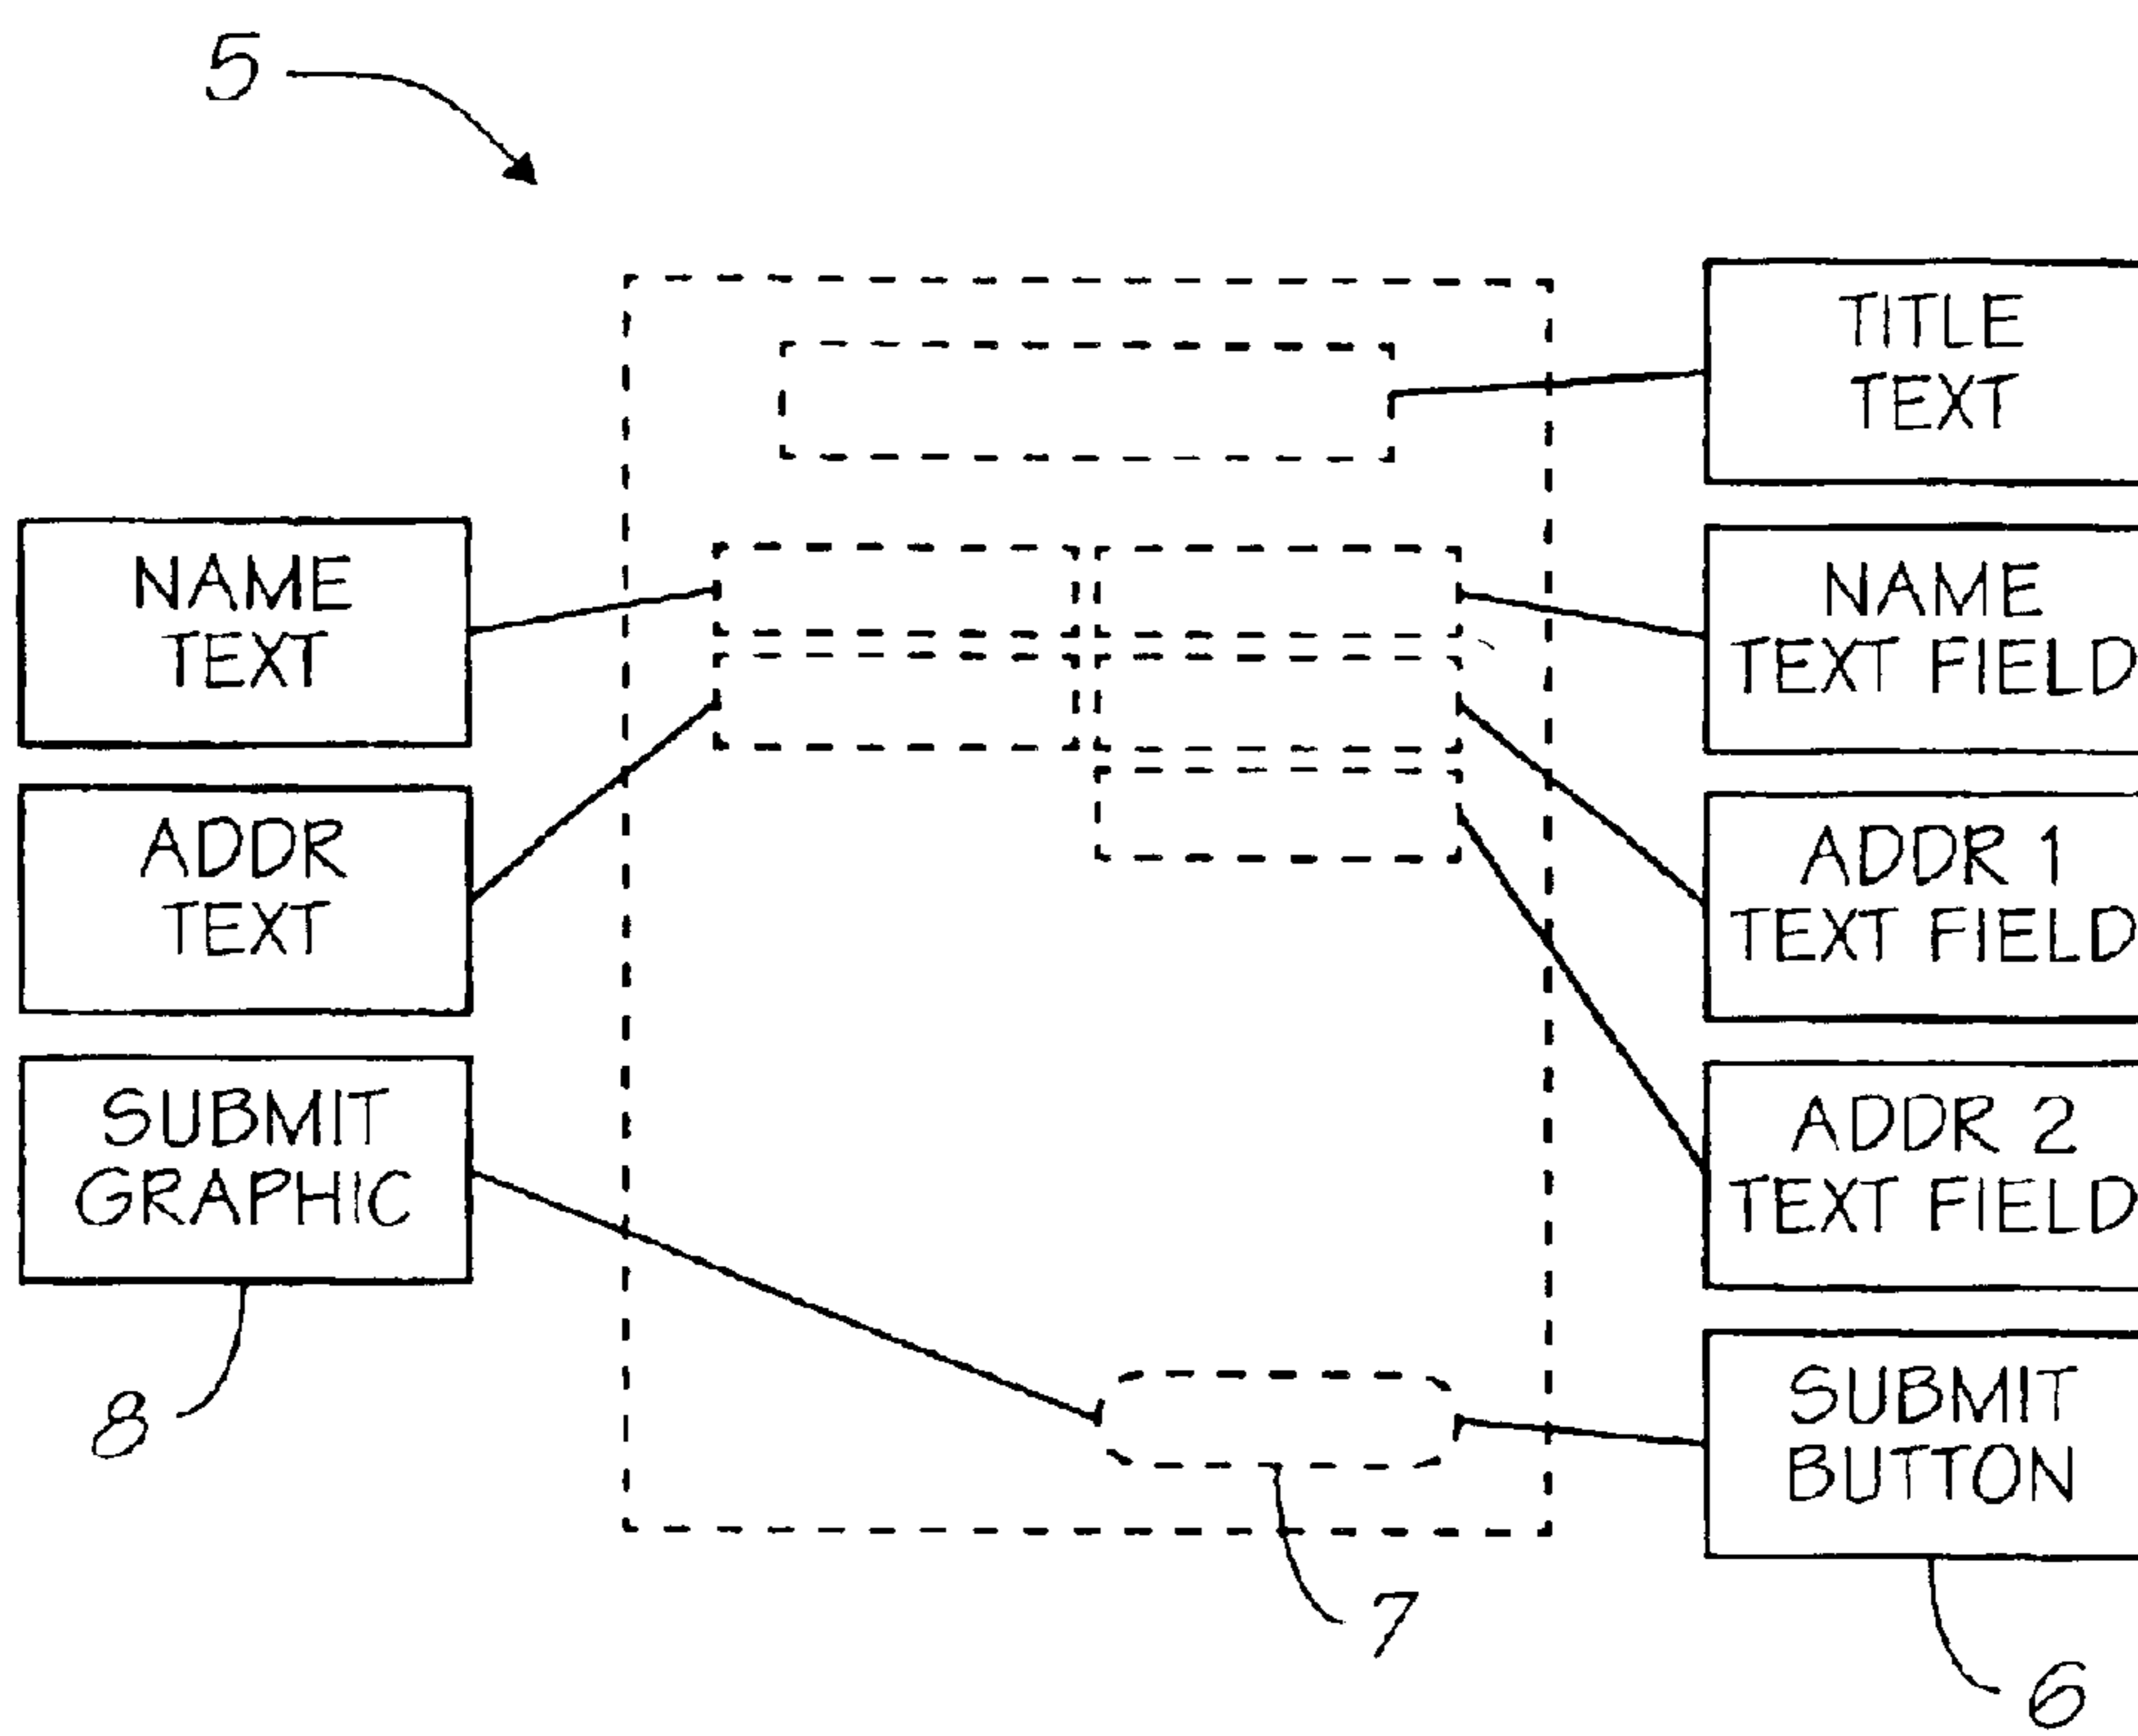 5
TITLE
TEXT
NAME
TEXT
NAME
TEXT FIELD
ADDR
TEXT
ADDR 1
TEXT FIELD
SUBMIT
GRAPHIC
ADDR 2
TEXT FIELD
8
SUBMIT
BUTTON
7
6